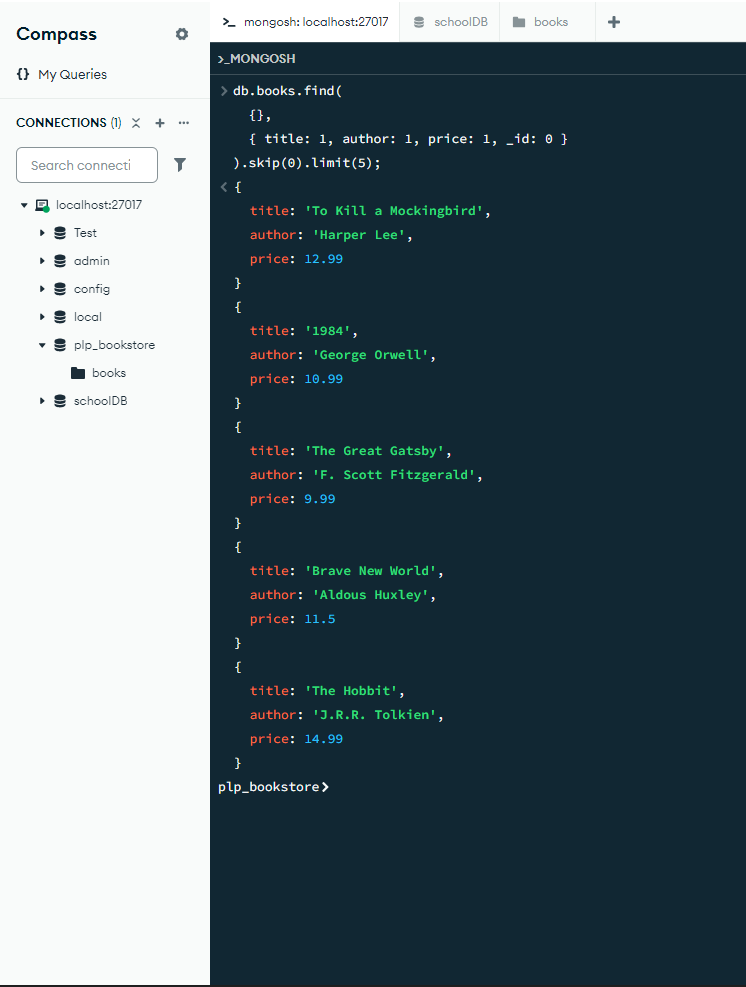 Compass
{} My Queries
CONNECTIONS (1)
Search connecti
localhost:27017
Test
admin
config
local
plp_bookstore
books
schoolDB
>_ mongosh: localhost:27017
schoolDB
books
>_MONGOSH
db.books.find(
{},
{ title: 1, author: 1, price: 1, _id: 0 }
).skip(0).limit(5);
{
title: 'To Kill a Mockingbird',
author: 'Harper Lee',
price: 12.99
}
{
title: '1984',
author: 'George Orwell',
price: 10.99
}
{
title: 'The Great Gatsby',
author: 'F. Scott Fitzgerald',
price: 9.99
}
{
title: 'Brave New World',
author: 'Aldous Huxley',
price: 11.5
}
{
title: 'The Hobbit',
author: 'J.R.R. Tolkien',
price: 14.99
}
plp_bookstore>